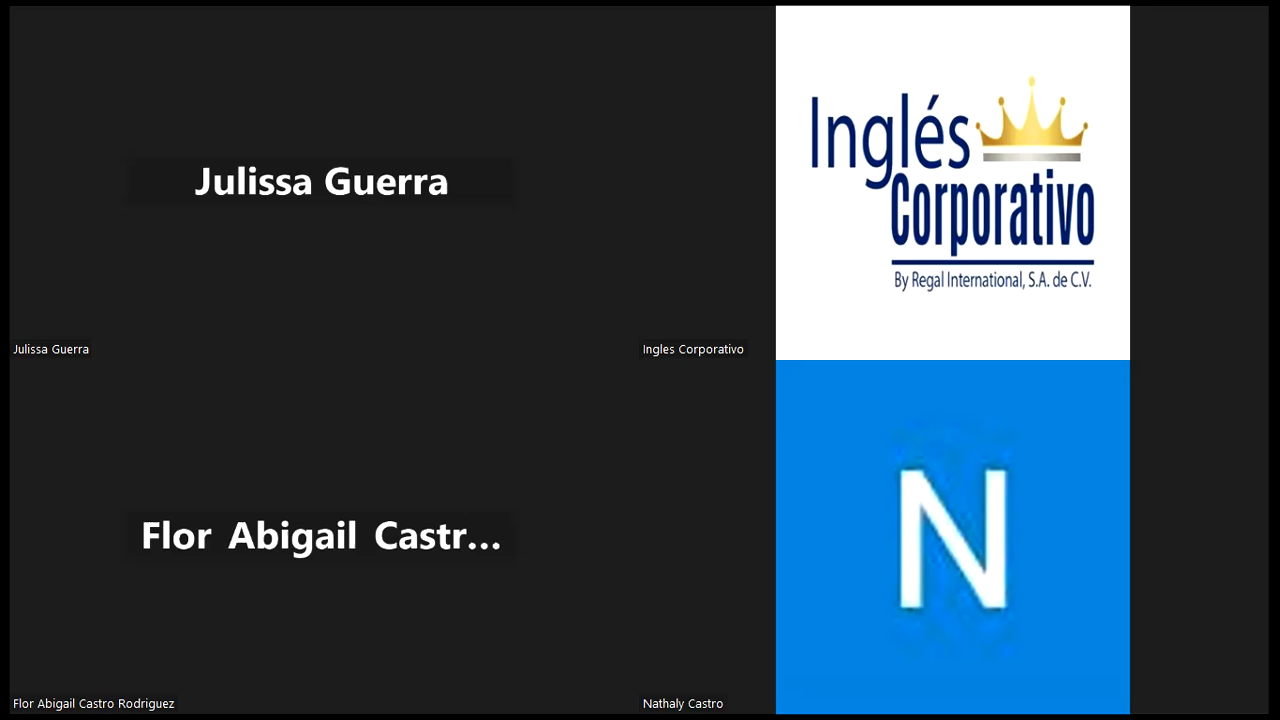 Julissa Guerra
Julissa Guerra
Inglés
Corporativo
By Regal International, S.A. de C.V.
Ingles Corporativo
Flor Abigail Castr...
Flor Abigail Castro Rodriguez
N
Nathaly Castro